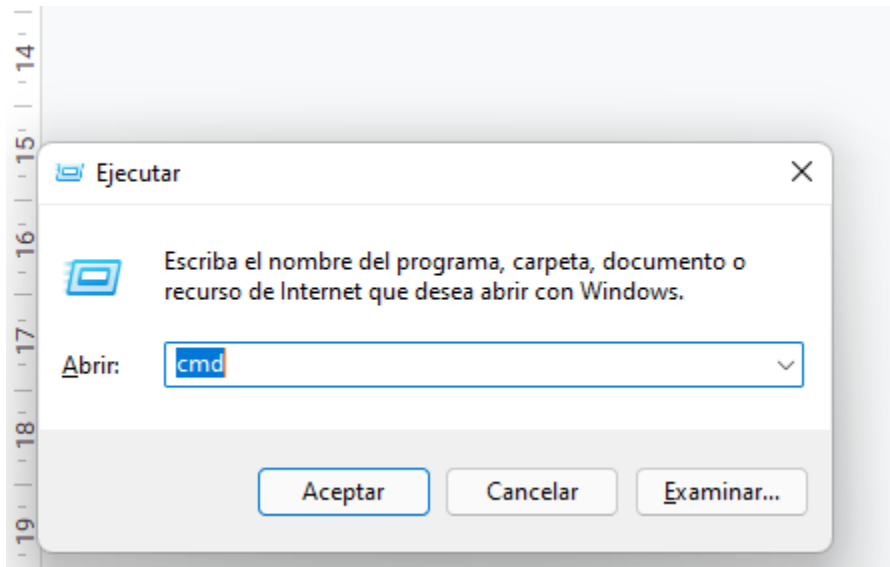 14
15
16
17
18
19
Ejecutar
Escriba el nombre del programa, carpeta, documento o
recurso de Internet que desea abrir con Windows.
Abrir:
cmd
Aceptar
Cancelar
Examinar...